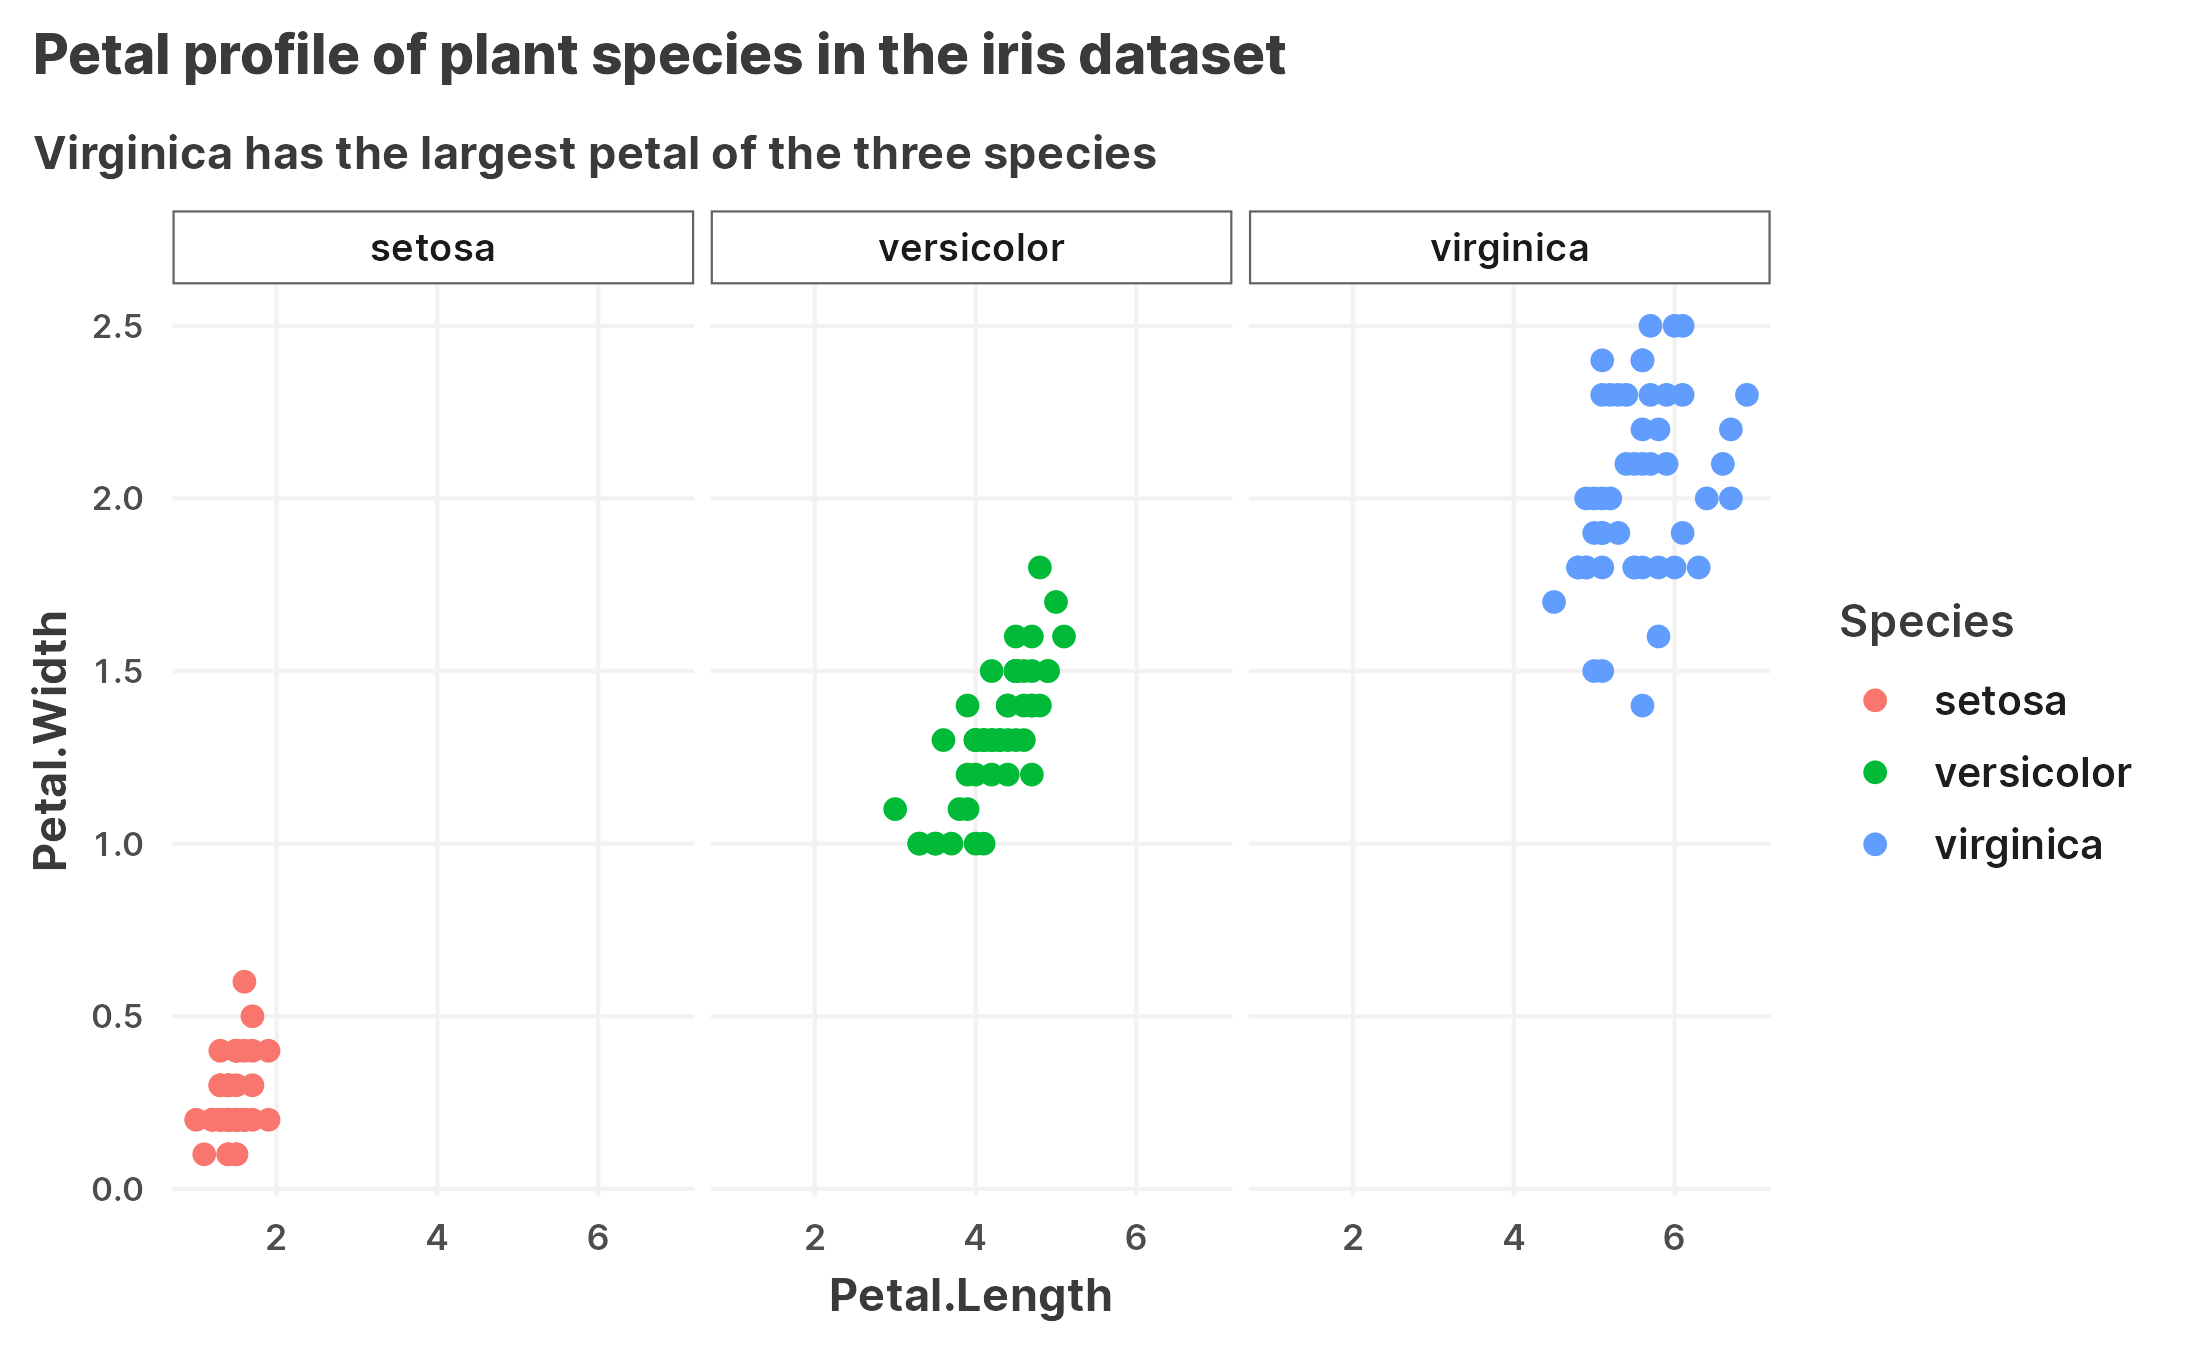 Petal profile of plant species in the iris dataset
Virginica has the largest petal of the three species
setosa
versicolor
virginica
2.5
2.0
1.5
1.0
0.5
0.0
Petal.Width
2
4
6
2
4
6
2
4
6
Petal.Length
Species
setosa
versicolor
virginica